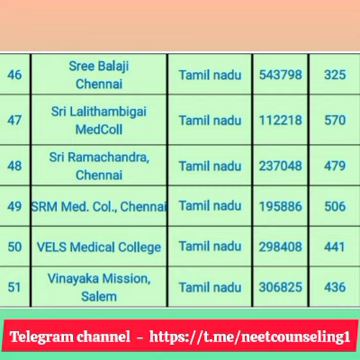 46 Sree Balaji Chennai Tamil nadu 543798 325
47 Sri Lalithambigai MedColl Tamil nadu 112218 570
48 Sri Ramachandra, Chennai Tamil nadu 237048 479
49 SRM Med. Col., Chennai Tamil nadu 195886 506
50 VELS Medical College Tamil nadu 298408 441
51 Vinayaka Mission, Salem Tamil nadu 306825 436
Telegram channel - https://t.me/neetcounseling1